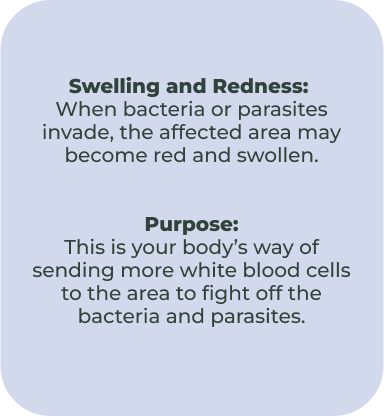 Swelling and Redness:
When bacteria or parasites
invade, the affected area may
become red and swollen.
Purpose:
This is your body’s way of
sending more white blood cells
to the area to fight off the
bacteria and parasites.